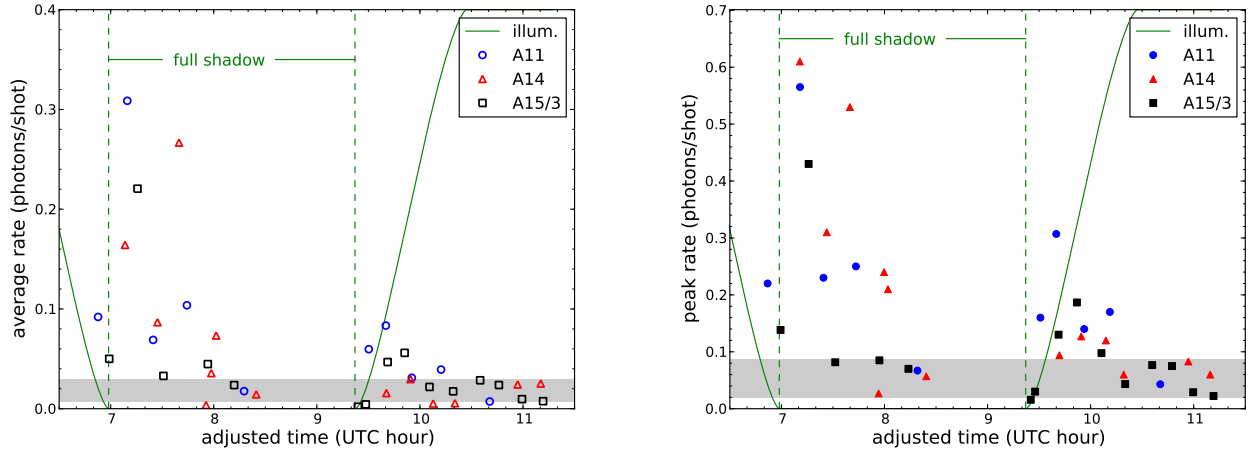 0.4
0.3
0.2
0.1
0.0
average rate (photons/shot)
full shadow
illum.
A11
A14
A15/3
7
8
9
10
11
adjusted time (UTC hour)
0.7
0.6
0.5
0.4
0.3
0.2
0.1
0.0
peak rate (photons/shot)
full shadow
illum.
A11
A14
A15/3
7
8
9
10
11
adjusted time (UTC hour)